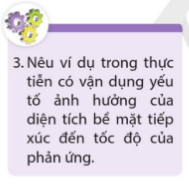 3. Nêu ví dụ trong thực
tiễn có vận dụng yếu
tố ảnh hưởng của
diện tích bề mặt tiếp
xúc đến tốc độ của
phản ứng.